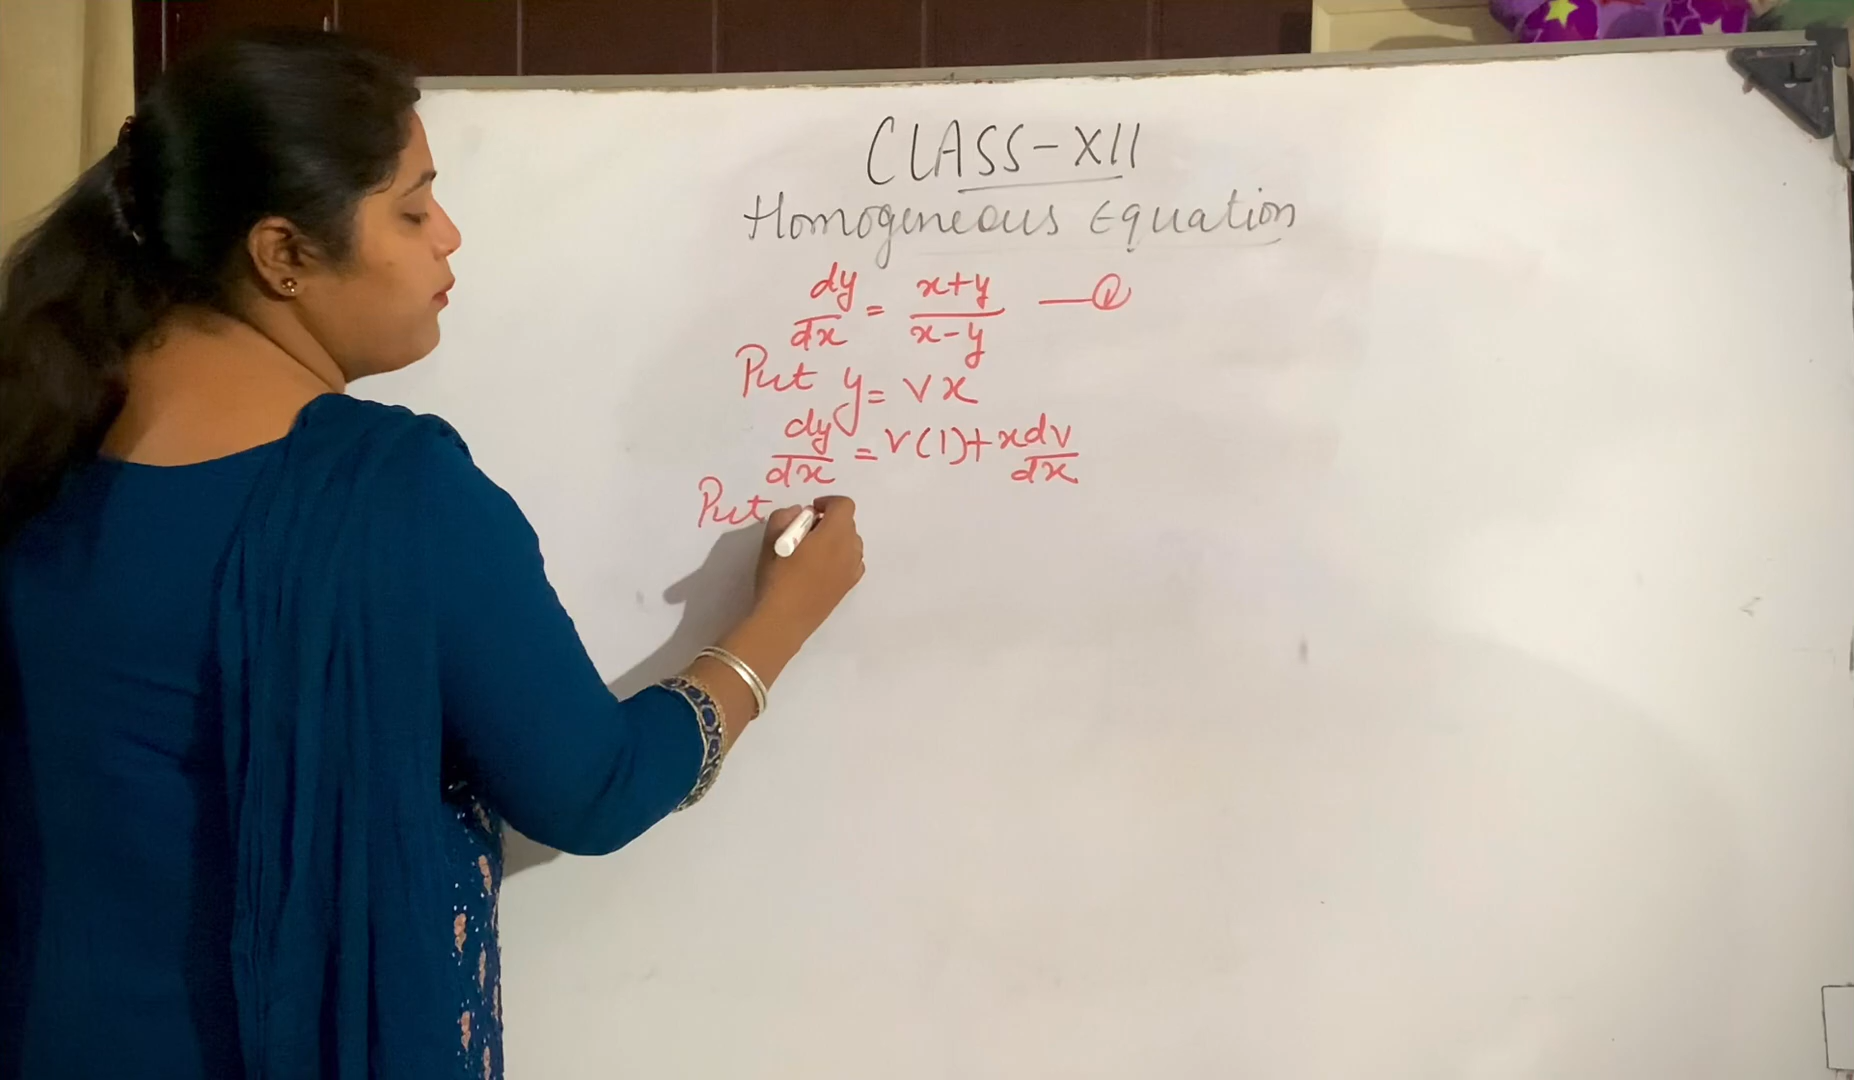 CLASS-XII
Homogeneous Equation
dy/dx = x+y/x-y —①
Put y = vx
dy/dx = v(1)+xdv/dx
Put